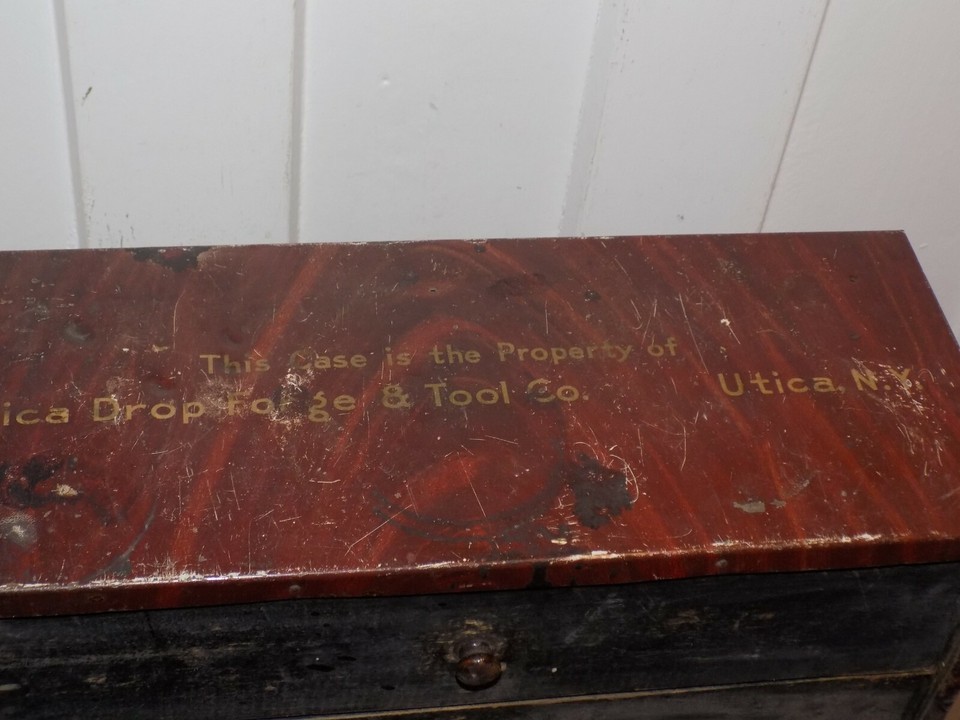 This Case is the Property of
ica Drop Forge & Tool Co. Utica, N.Y.